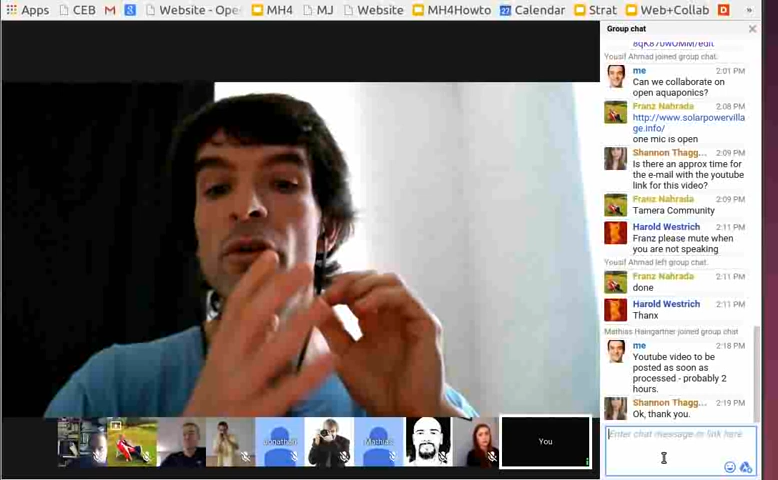 Apps CEB Website - Ope MH4 MJ Website MH4Howto 27 Calendar Strat Web+Collab »
Group chat
Yousif Ahmad joined group chat.
me 2:01 PM
Can we collaborate on
open aquaponics?
Franz Nahrada 2:08 PM
http://www.solarpowervilla
ge.info/
one mic is open
Shannon Thagg... 2:09 PM
Is there an approx time for
the e-mail with the youtube
link for this video?
Franz Nahrada 2:09 PM
Tamera Community
Harold Westrich 2:11 PM
Franz please mute when
you are not speaking
Yousif Ahmad left group chat.
Franz Nahrada 2:11 PM
done
Harold Westrich 2:11 PM
Thanx
Mathias Haingartner joined group chat
me 2:18 PM
Youtube video to be
posted as soon as
processed - probably 2
hours.
Shannon Thagg... 2:19 PM
Ok, thank you.
Enter chat message or link here
Jonathan
Mathias
You